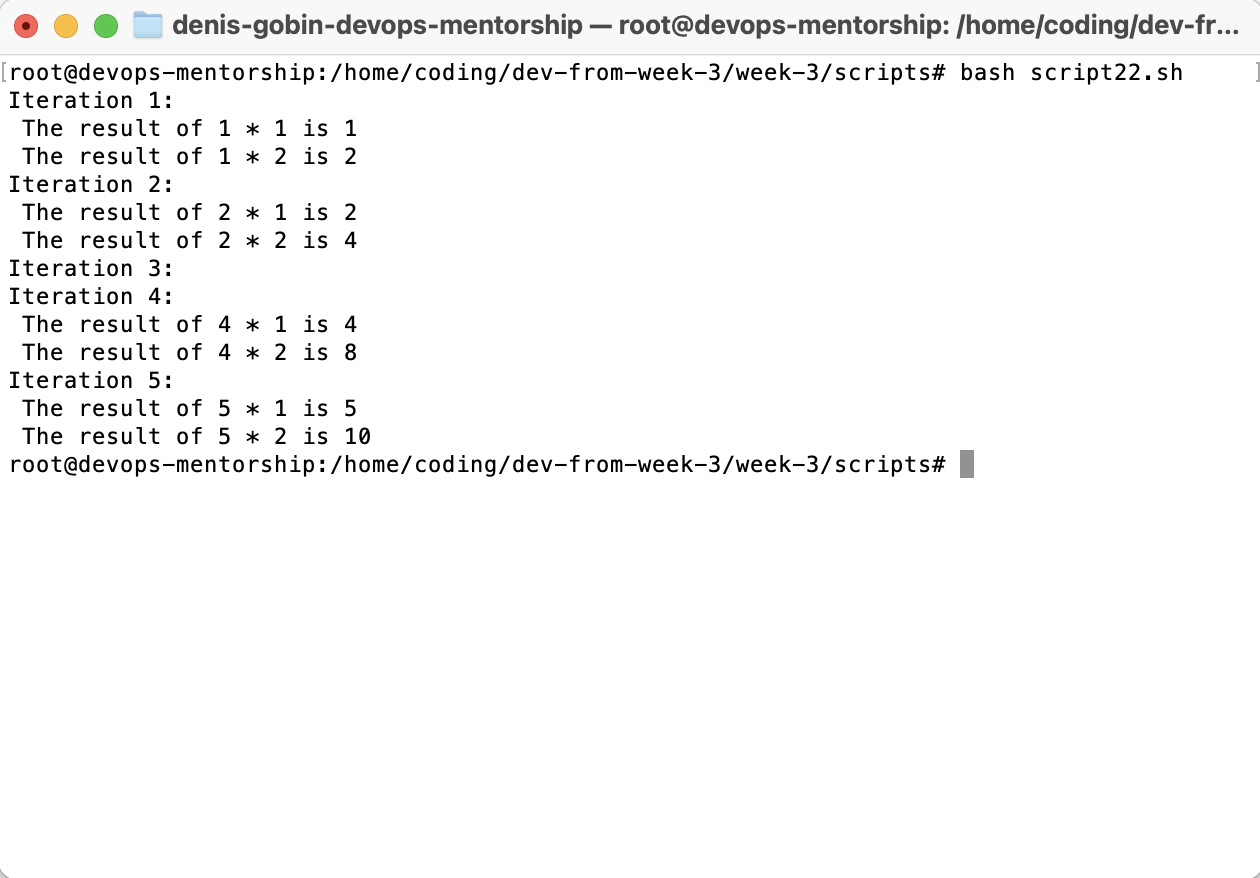 denis-gobin-devops-mentorship — root@devops-mentorship: /home/coding/dev-fr...
[root@devops-mentorship:/home/coding/dev-from-week-3/week-3/scripts# bash script22.sh ]
Iteration 1:
 The result of 1 * 1 is 1
 The result of 1 * 2 is 2
Iteration 2:
 The result of 2 * 1 is 2
 The result of 2 * 2 is 4
Iteration 3:
Iteration 4:
 The result of 4 * 1 is 4
 The result of 4 * 2 is 8
Iteration 5:
 The result of 5 * 1 is 5
 The result of 5 * 2 is 10
root@devops-mentorship:/home/coding/dev-from-week-3/week-3/scripts#